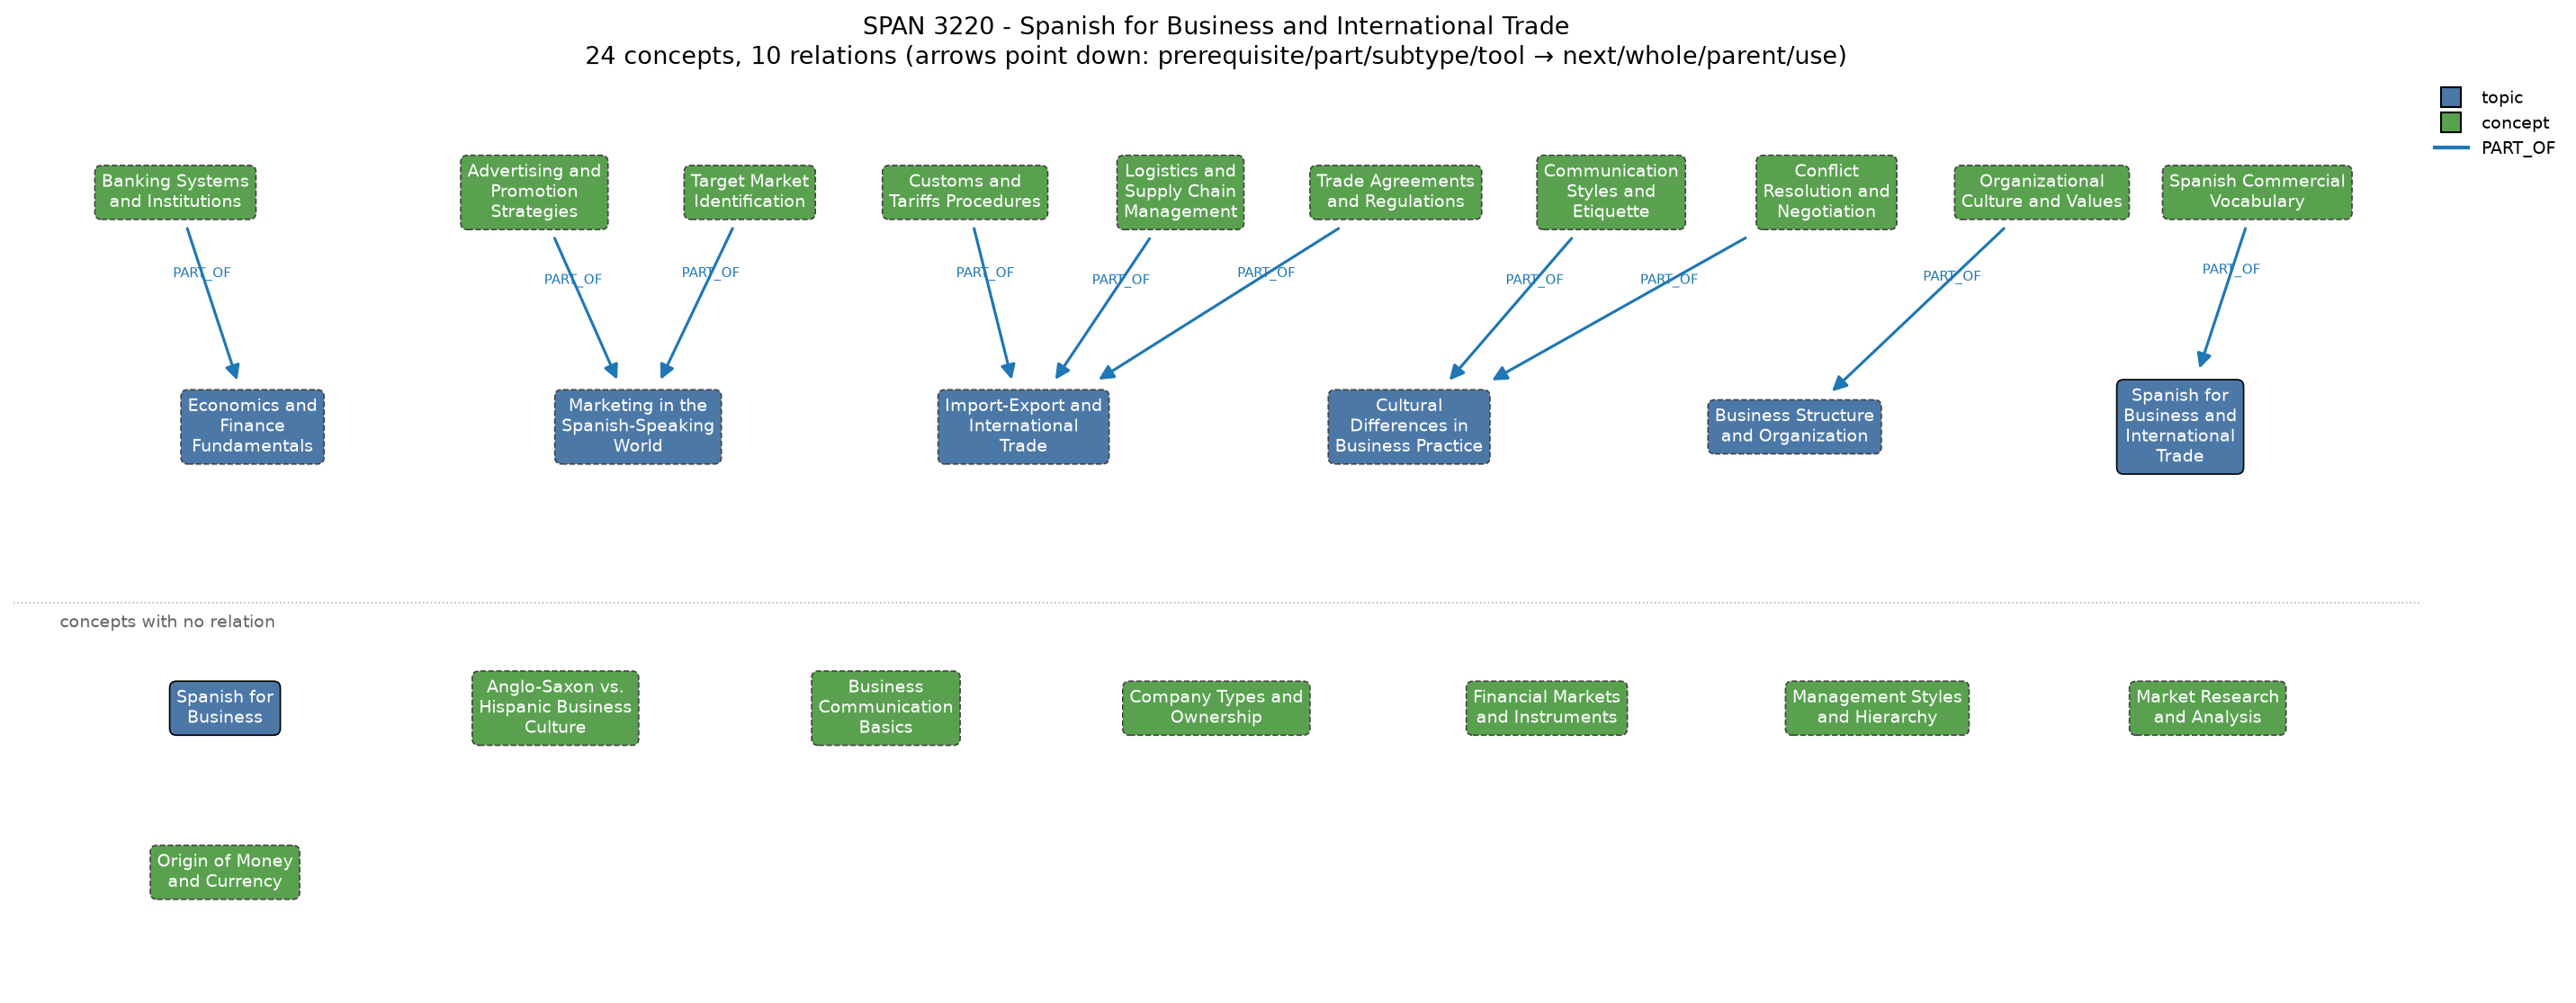 SPAN 3220 - Spanish for Business and International Trade
24 concepts, 10 relations (arrows point down: prerequisite/part/subtype/tool → next/whole/parent/use)
topic
concept
PART_OF
Banking Systems
and Institutions
Advertising and
Promotion
Strategies
Target Market
Identification
Customs and
Tariffs Procedures
Logistics and
Supply Chain
Management
Trade Agreements
and Regulations
Communication
Styles and
Etiquette
Conflict
Resolution and
Negotiation
Organizational
Culture and Values
Spanish Commercial
Vocabulary
PART_OF
PART_OF
PART_OF
PART_OF
PART_OF
PART_OF
PART_OF
PART_OF
PART_OF
PART_OF
Economics and
Finance
Fundamentals
Marketing in the
Spanish-Speaking
World
Import-Export and
International
Trade
Cultural
Differences in
Business Practice
Business Structure
and Organization
Spanish for
Business and
International
Trade
concepts with no relation
Spanish for
Business
Anglo-Saxon vs.
Hispanic Business
Culture
Business
Communication
Basics
Company Types and
Ownership
Financial Markets
and Instruments
Management Styles
and Hierarchy
Market Research
and Analysis
Origin of Money
and Currency